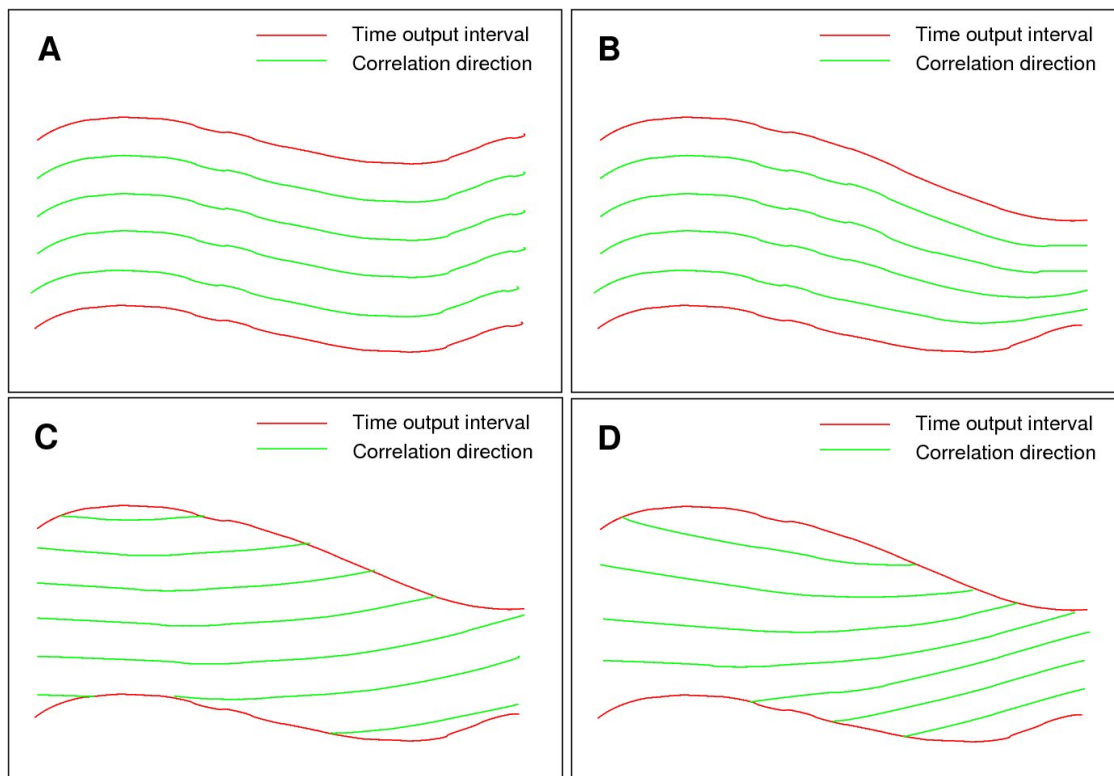 A
Time output interval
Correlation direction
B
Time output interval
Correlation direction
C
Time output interval
Correlation direction
D
Time output interval
Correlation direction